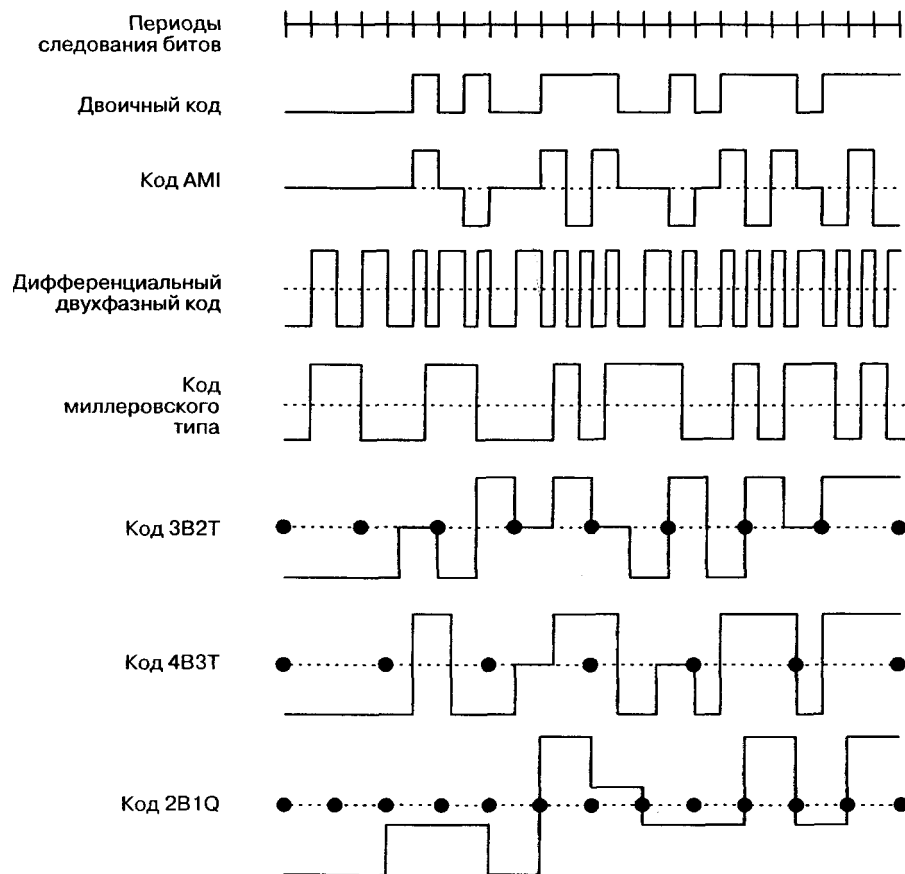 Периоды
следования битов
Двоичный код
Код AMI
Дифференциальный
двухфазный код
Код
миллеровского
типа
Код 3B2T
Код 4B3T
Код 2B1Q